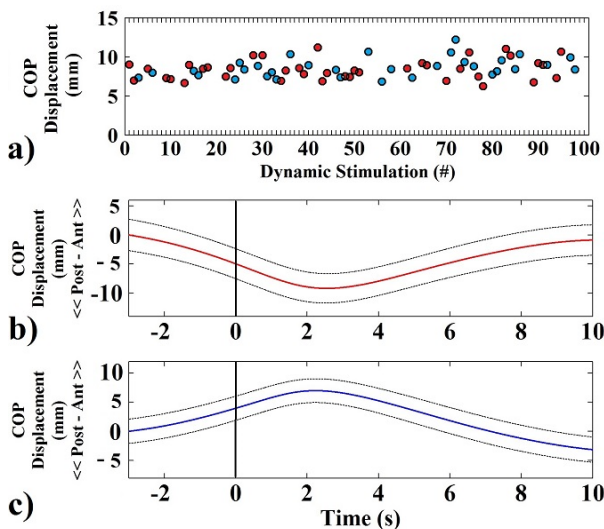 a)
COP
Displacement
(mm)
15
10
5
0
0 10 20 30 40 50 60 70 80 90 100
Dynamic Stimulation (#)
b)
COP
Displacement
(mm)
<< Post - Ant >>
5
0
-5
-10
-2 0 2 4 6 8 10
c)
COP
Displacement
(mm)
<< Post - Ant >>
10
5
0
-5
-2 0 2 4 6 8 10
Time (s)